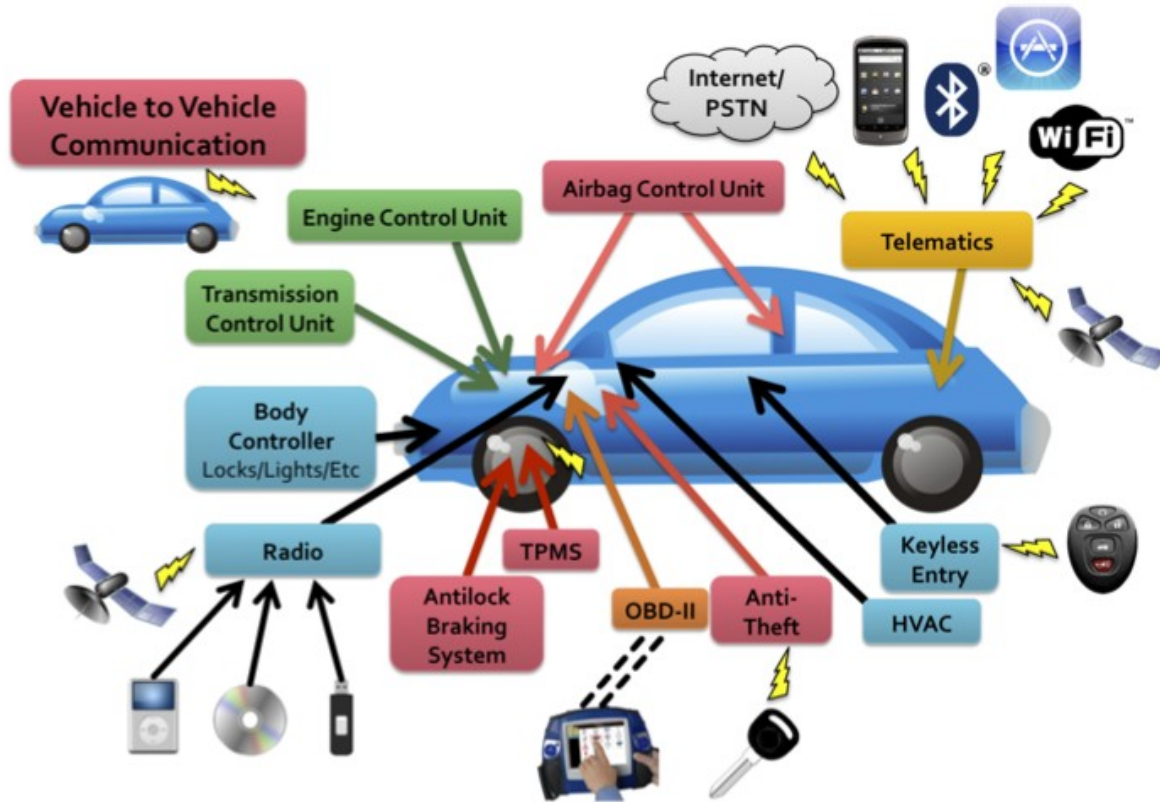 Vehicle to Vehicle
Communication
Internet/
PSTN
®
WiFi™
Airbag Control Unit
Engine Control Unit
Telematics
Transmission
Control Unit
Body
Controller
Locks/Lights/Etc
Radio
TPMS
Keyless
Entry
Antilock
Braking
System
OBD-II
Anti-
Theft
HVAC